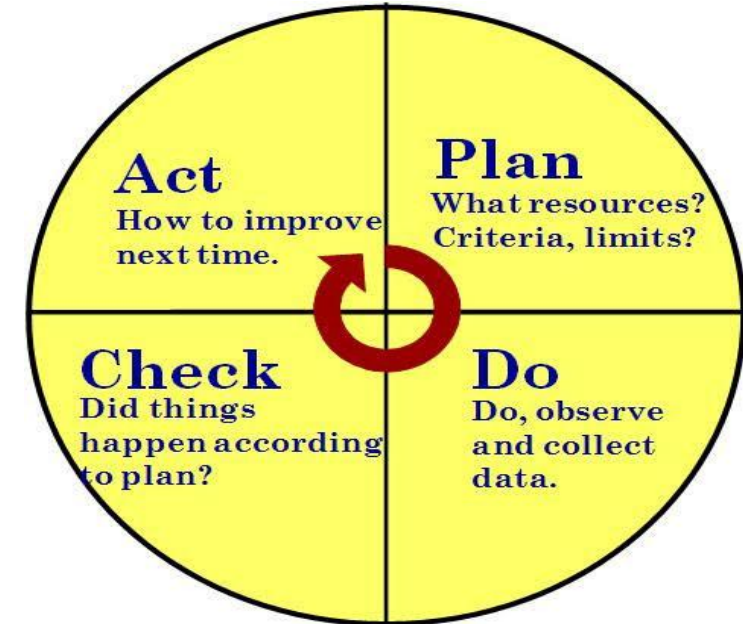 Act
How to improve
next time.
Plan
What resources?
Criteria, limits?
Check
Did things
happen according
to plan?
Do
Do, observe
and collect
data.